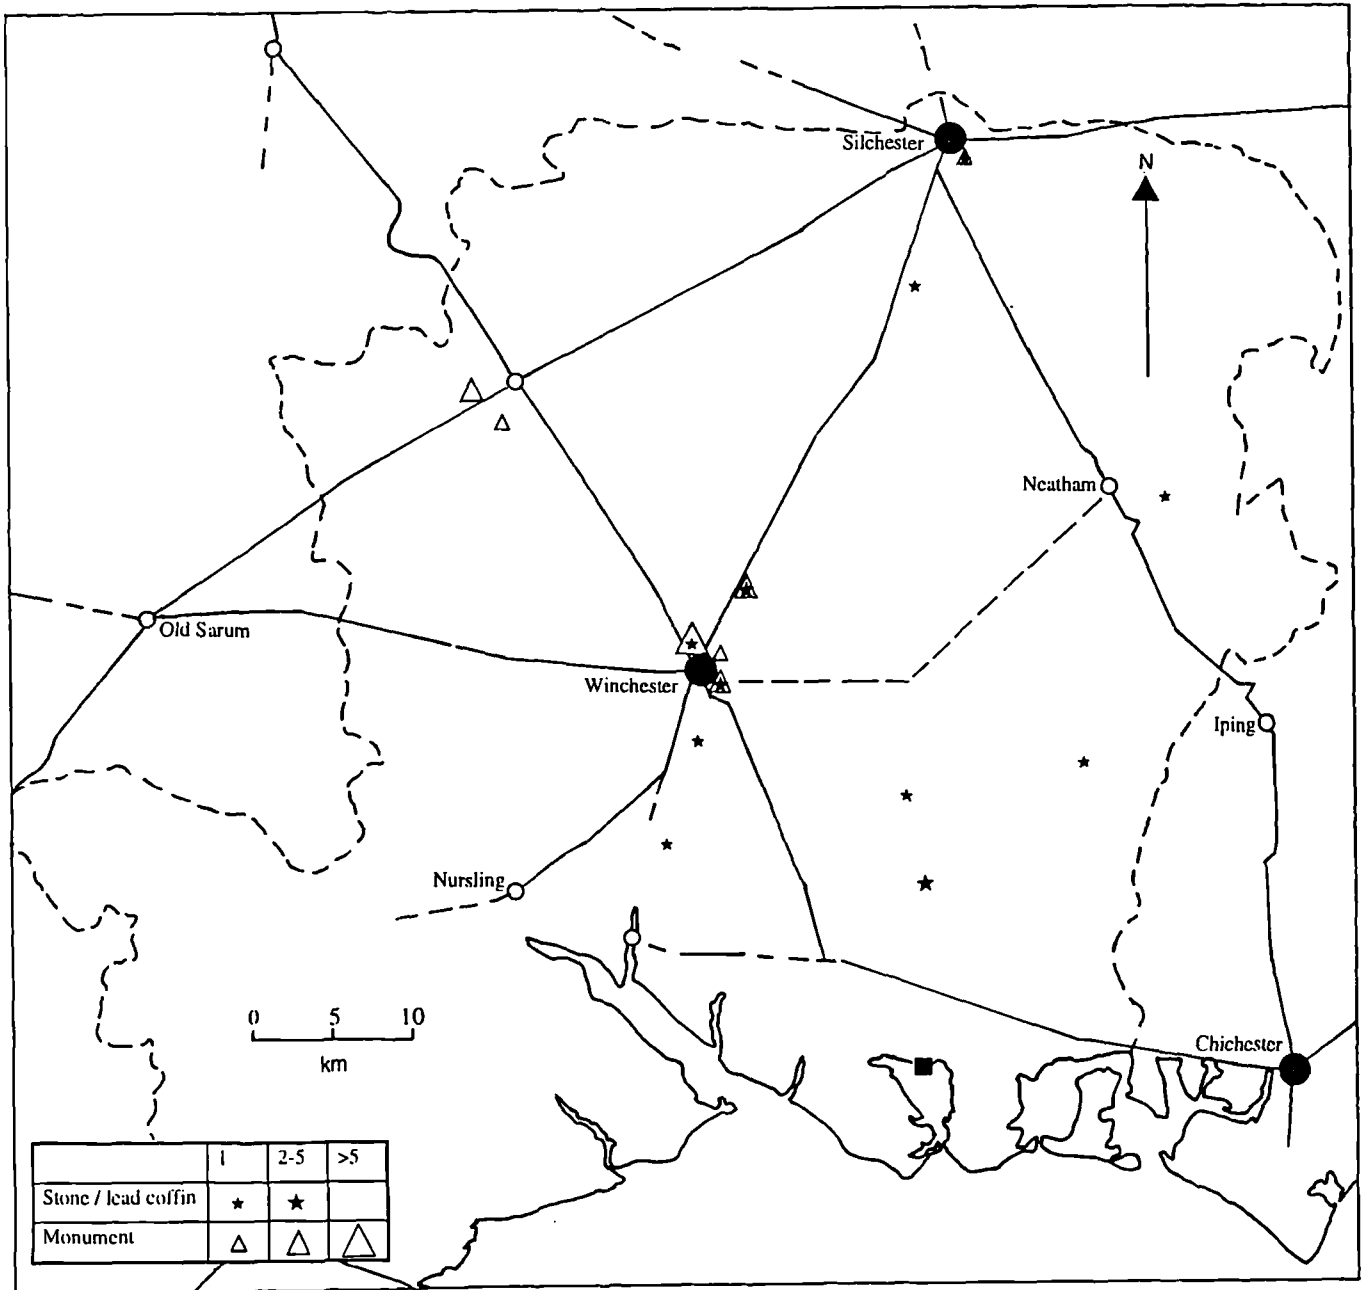 Silchester
N
Neatham
Old Sarum
Winchester
Iping
Nursling
0 5 10
km
Chichester
1 2-5 >5
Stone / lead coffin
Monument